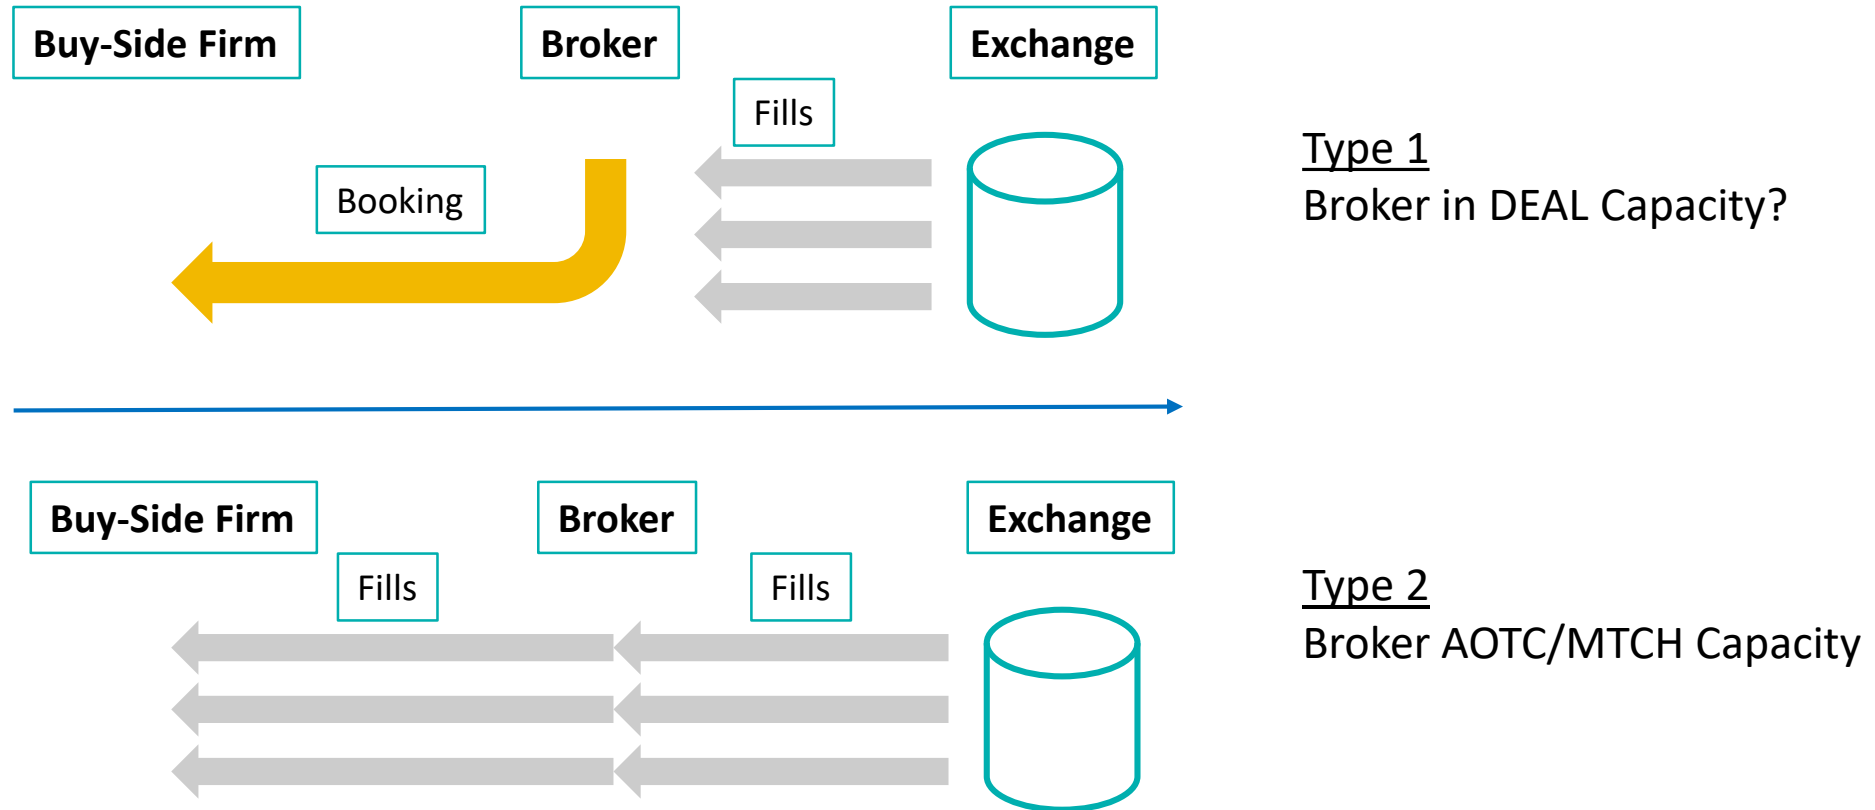 Buy-Side Firm
Broker
Exchange
Fills
Booking
Type 1
Broker in DEAL Capacity?
Buy-Side Firm
Broker
Exchange
Fills
Fills
Type 2
Broker AOTC/MTCH Capacity